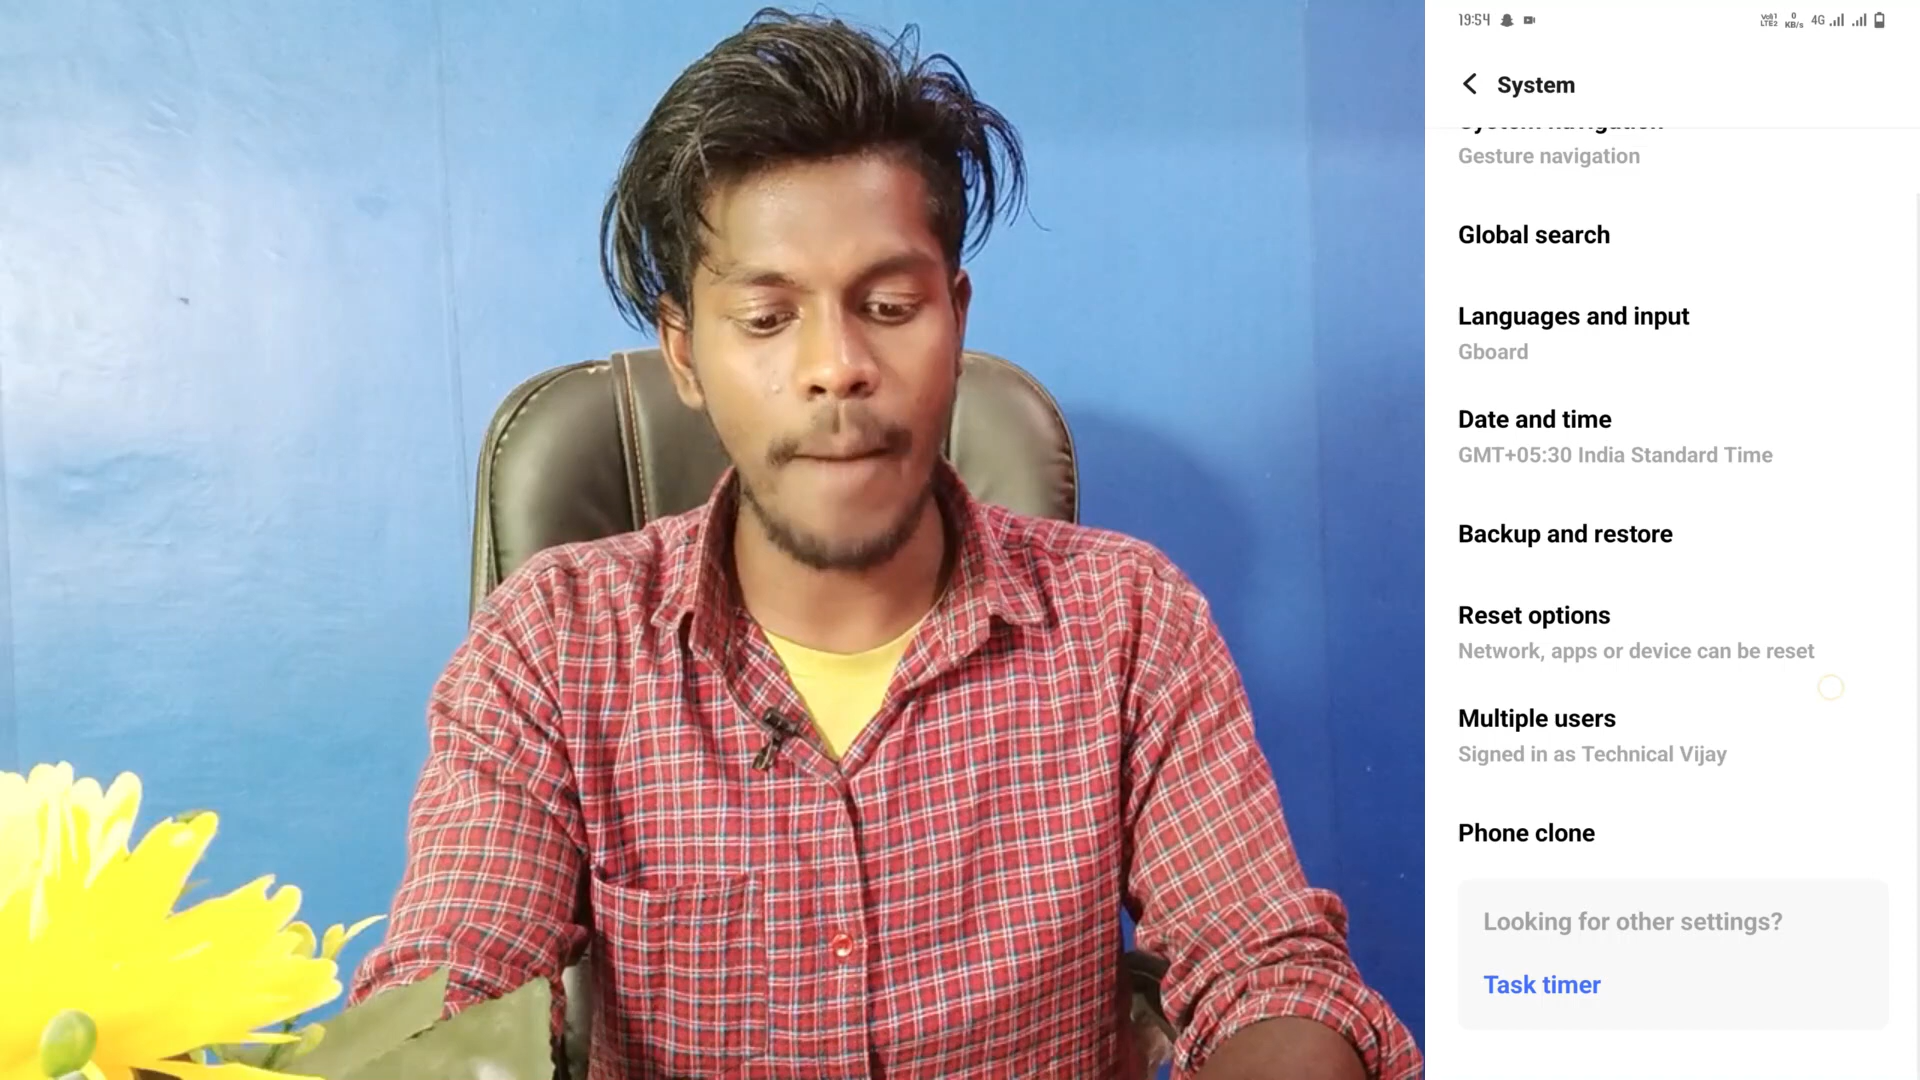 19:54 4G
System
System navigation
Gesture navigation
Global search
Languages and input
Gboard
Date and time
GMT+05:30 India Standard Time
Backup and restore
Reset options
Network, apps or device can be reset
Multiple users
Signed in as Technical Vijay
Phone clone
Looking for other settings?
Task timer